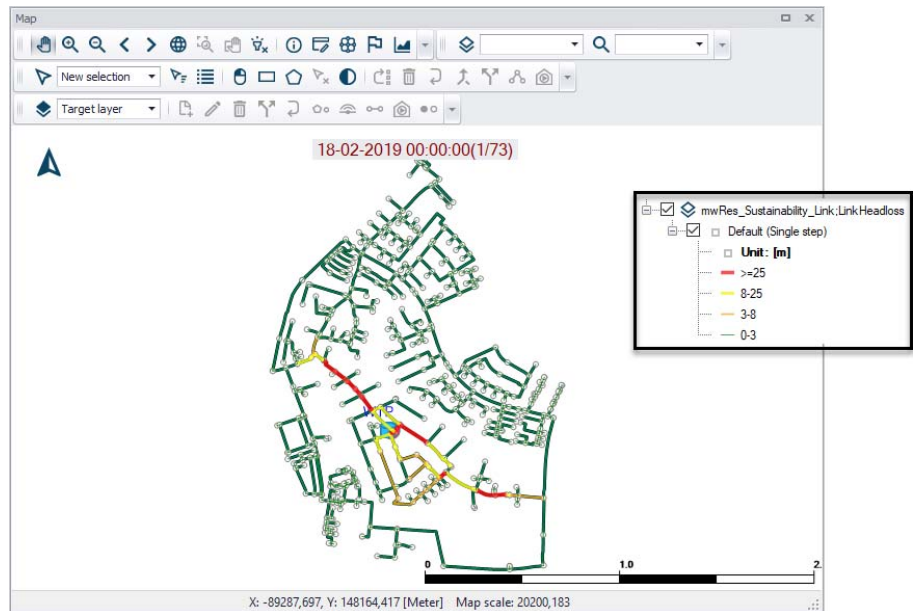 Map
New selection
Target layer
18-02-2019 00:00:00(1/73)
mwRes_Sustainability_Link;LinkHeadloss
Default (Single step)
Unit: [m]
>=25
8-25
3-8
0-3
0 1.0 2.
X: -89287,697, Y: 148164,417 [Meter] Map scale: 20200,183